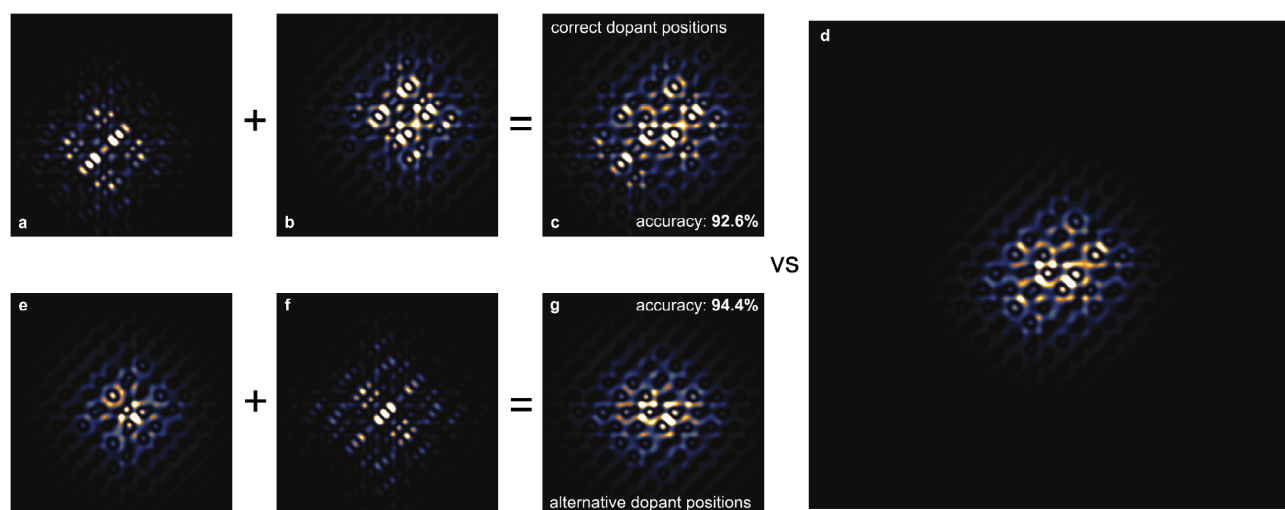 correct dopant positions
d
+
=
a
b
c
accuracy: 92.6%
vs
e
f
g
accuracy: 94.4%
+
=
alternative dopant positions